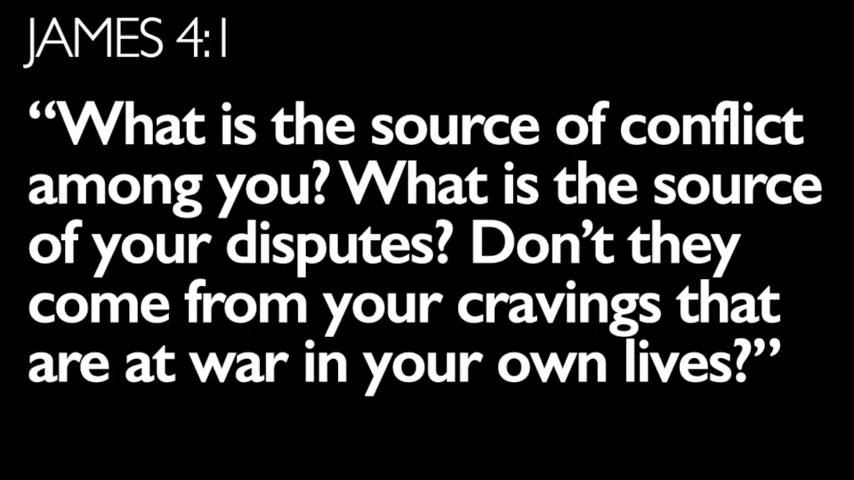 JAMES 4:1
“What is the source of conflict
among you? What is the source
of your disputes? Don’t they
come from your cravings that
are at war in your own lives?”